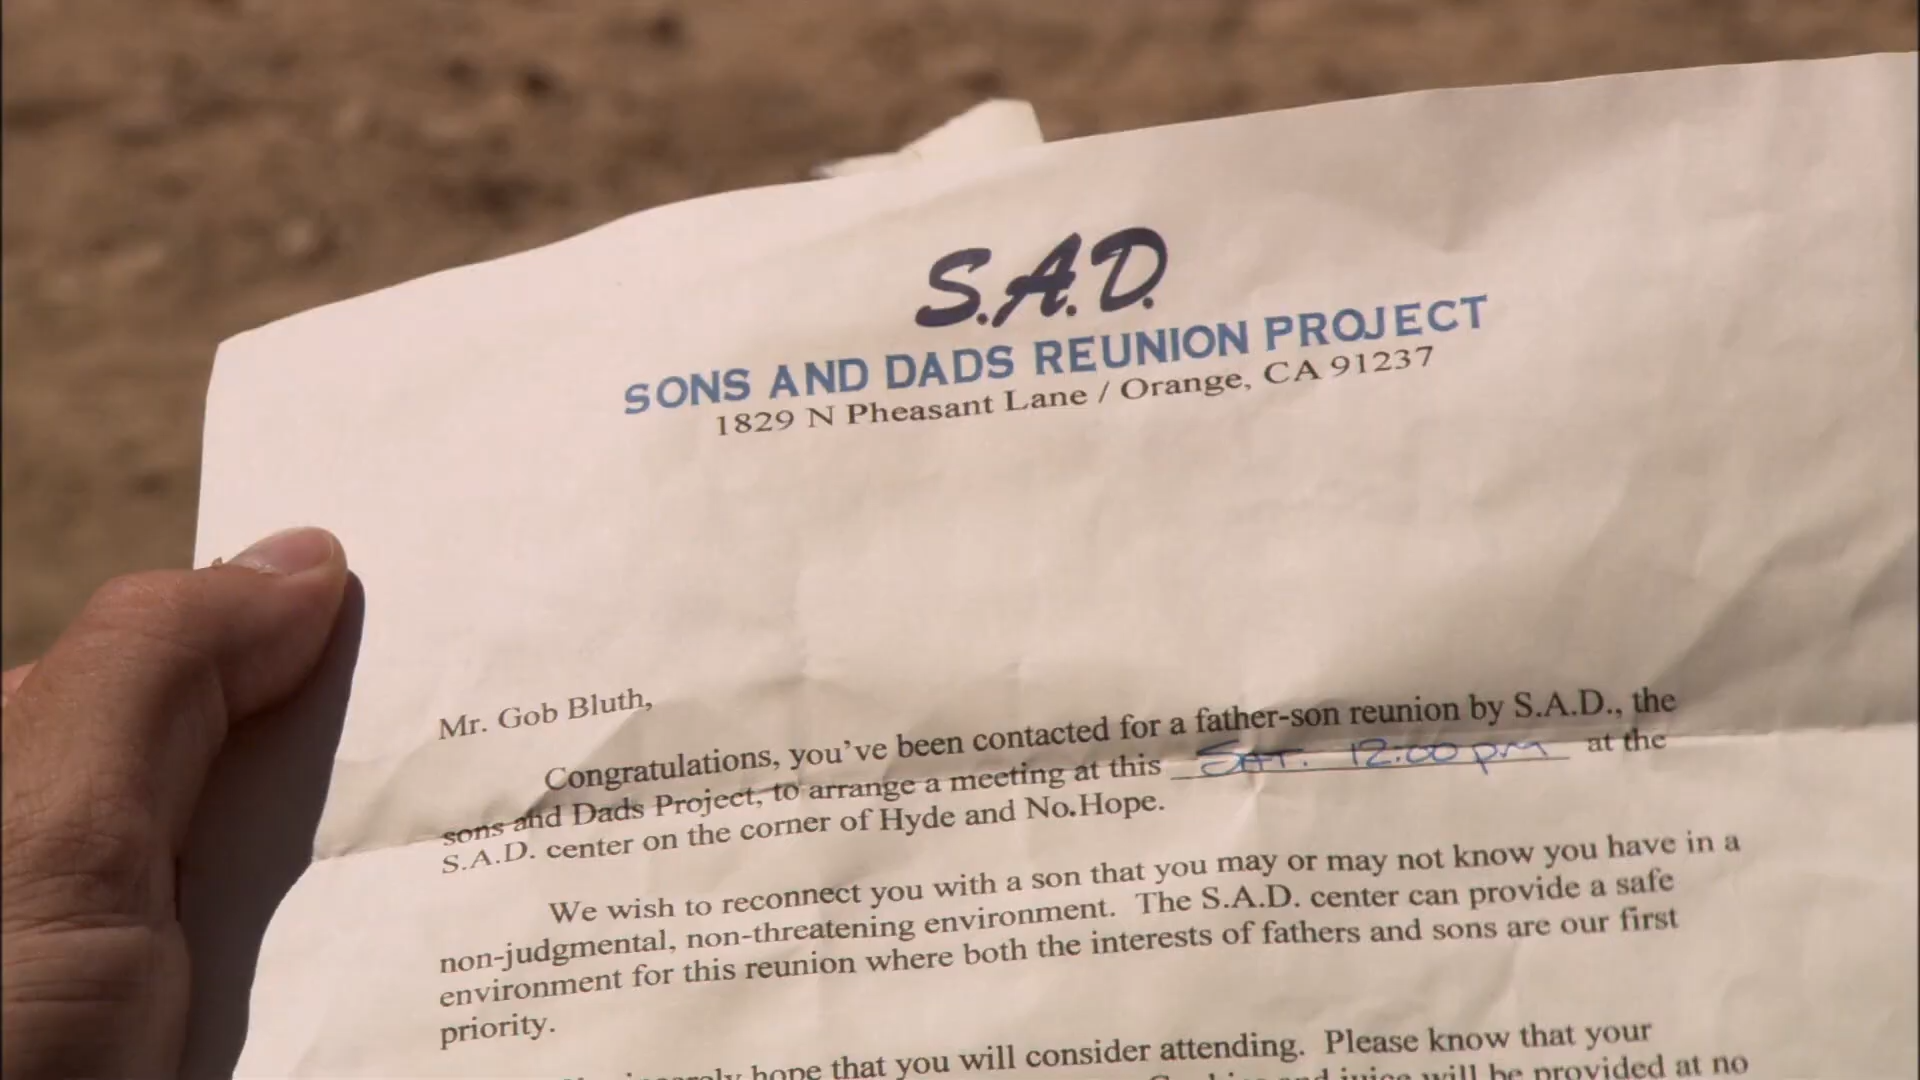 S.A.D.
SONS AND DADS REUNION PROJECT
1829 N Pheasant Lane / Orange, CA 91237
Mr. Gob Bluth,
Congratulations, you've been contacted for a father-son reunion by S.A.D., the
sons and Dads Project, to arrange a meeting at this SAT. 12:00 pm at the
S.A.D. center on the corner of Hyde and No.Hope.
We wish to reconnect you with a son that you may or may not know you have in a
non-judgmental, non-threatening environment. The S.A.D. center can provide a safe
environment for this reunion where both the interests of fathers and sons are our first
priority.
hope that you will consider attending. Please know that your
and juice will be provided at no